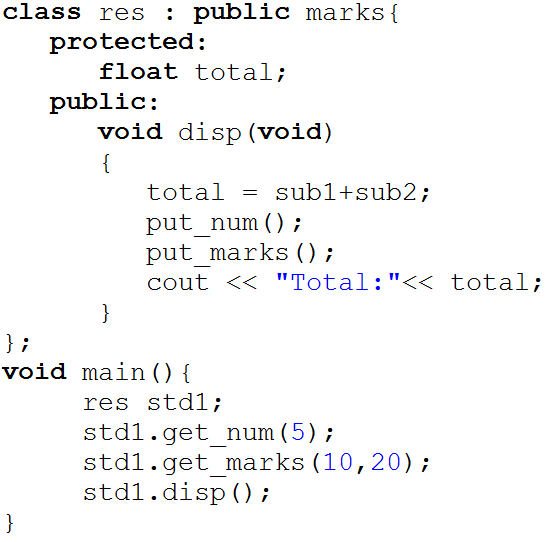 class res : public marks{
protected:
float total;
public:
void disp(void)
{
total = sub1+sub2;
put_num();
put_marks();
cout << "Total:"<< total;
}
};
void main(){
res std1;
std1.get_num(5);
std1.get_marks(10,20);
std1.disp();
}